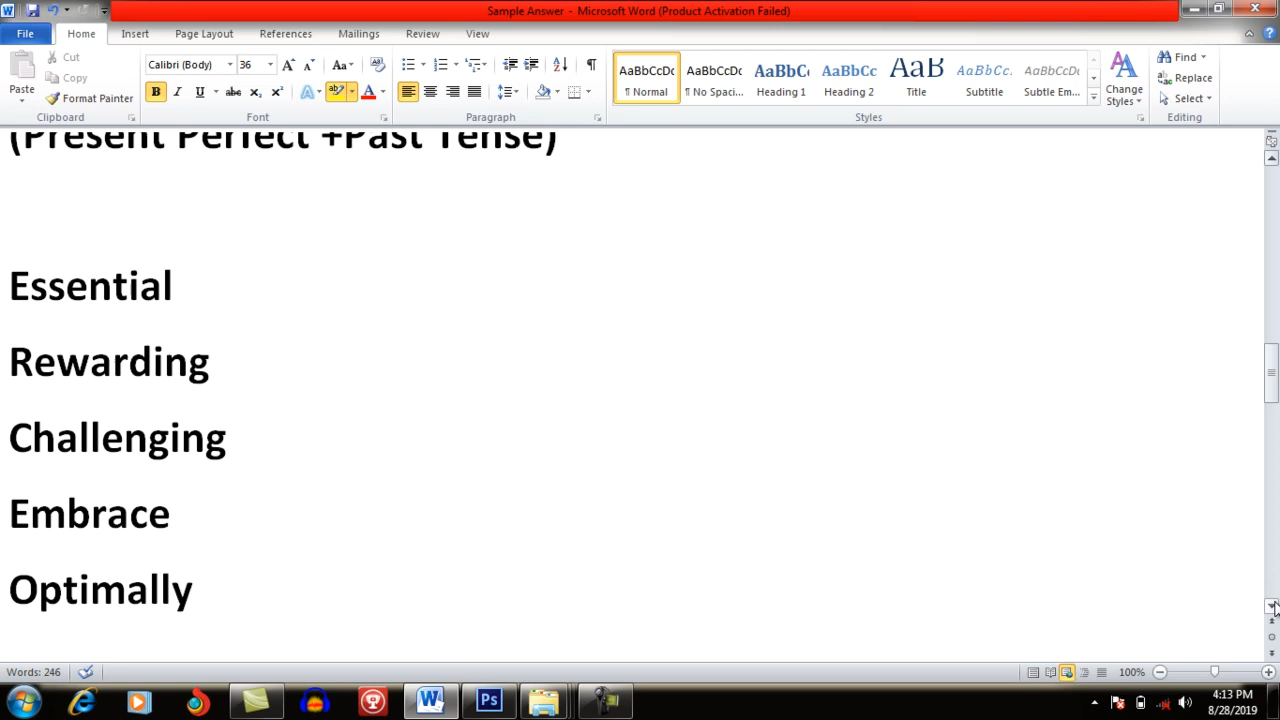 Sample Answer - Microsoft Word (Product Activation Failed)
File Home Insert Page Layout References Mailings Review View
Paste
Cut
Copy
Format Painter
Clipboard
Calibri (Body) 36
Font
Paragraph
AaBbCcDc AaBbCcDc AaBbCc AaBbCc AaB AaBbCc. AaBbCcDc
¶ Normal ¶ No Spaci... Heading 1 Heading 2 Title Subtitle Subtle Em...
Change Styles
Styles
Find
Replace
Select
Editing
(Present Perfect +Past Tense)
Essential
Rewarding
Challenging
Embrace
Optimally
Words: 246
100%
4:13 PM
8/28/2019